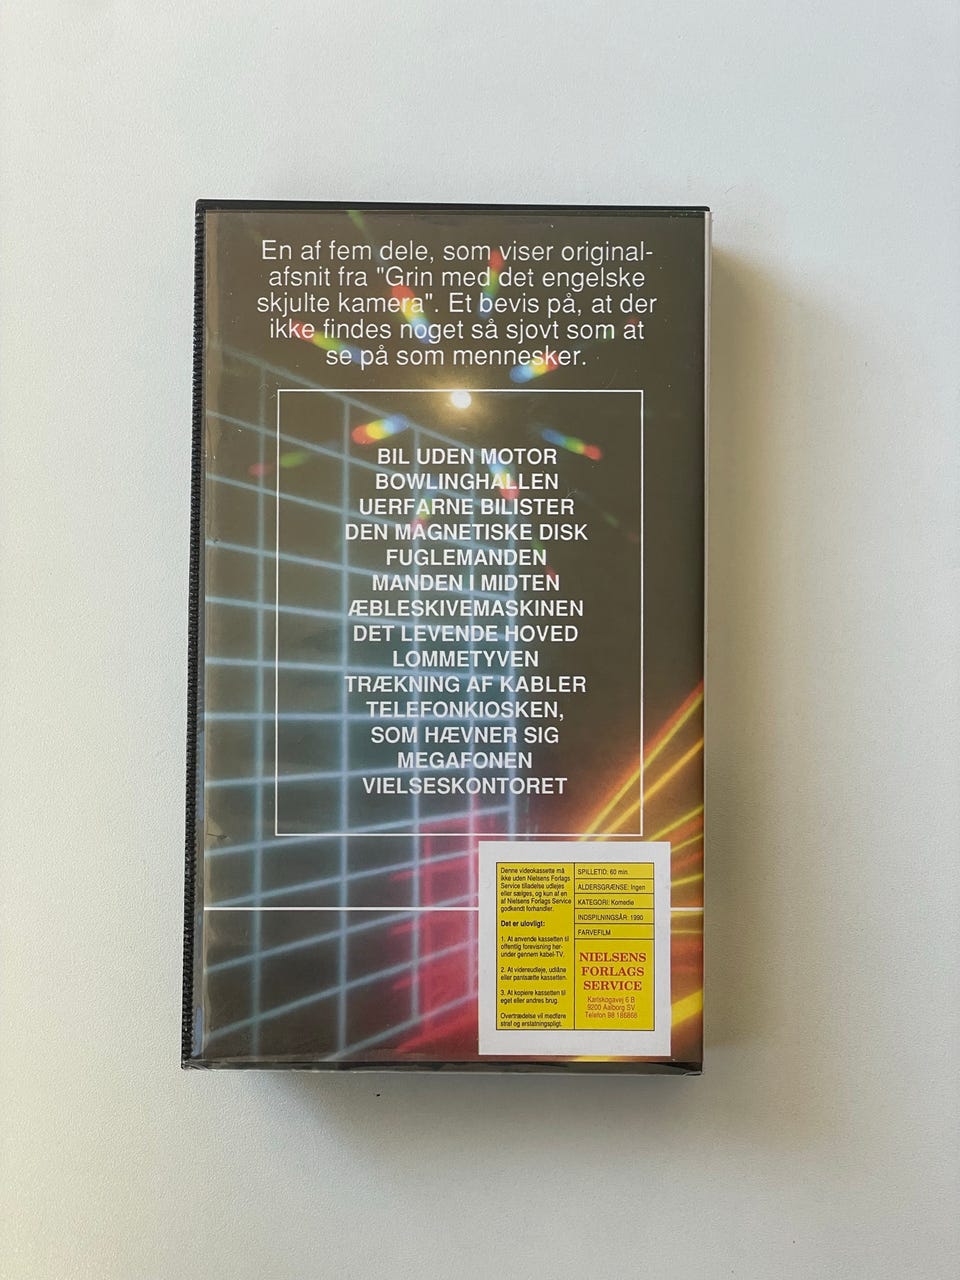 En af fem dele, som viser original-
afsnit fra "Grin med det engelske
skjulte kamera". Et bevis på, at der
ikke findes noget så sjovt som at
se på som mennesker.
BIL UDEN MOTOR
BOWLINGHALLEN
UERFARNE BILISTER
DEN MAGNETISKE DISK
FUGLEMANDEN
MANDEN I MIDTEN
ÆBLESKIVEMASKINEN
DET LEVENDE HOVED
LOMMETYVEN
TRÆKNING AF KABLER
TELEFONKIOSKEN,
SOM HÆVNER SIG
MEGAFONEN
VIELSESKONTORET
Denne videokassette må
ikke uden Nielsens Forlags
Service tilladelse udlejes
eller sælges, og kun af en
af Nielsens Forlags Service
godkendt forhandler.
Det er ulovligt:
1. At anvende kassetten til
offentlig forevisning her-
under gennem kabel-TV.
2. At videreudleje, udlåne
eller pantsætte kassetten.
3. At kopiere kassetten til
eget eller andres brug.
Overtrædelse vil medføre
straf og erstatningspligt.
SPILLETID: 60 min.
ALDERSGRÆNSE: Ingen
KATEGORI: Komedie
INDSPILNINGSÅR: 1990
FARVEFILM
NIELSENS
FORLAGS
SERVICE
Karlskogavej 6 B
9200 Aalborg SV
Telefon 98 186866